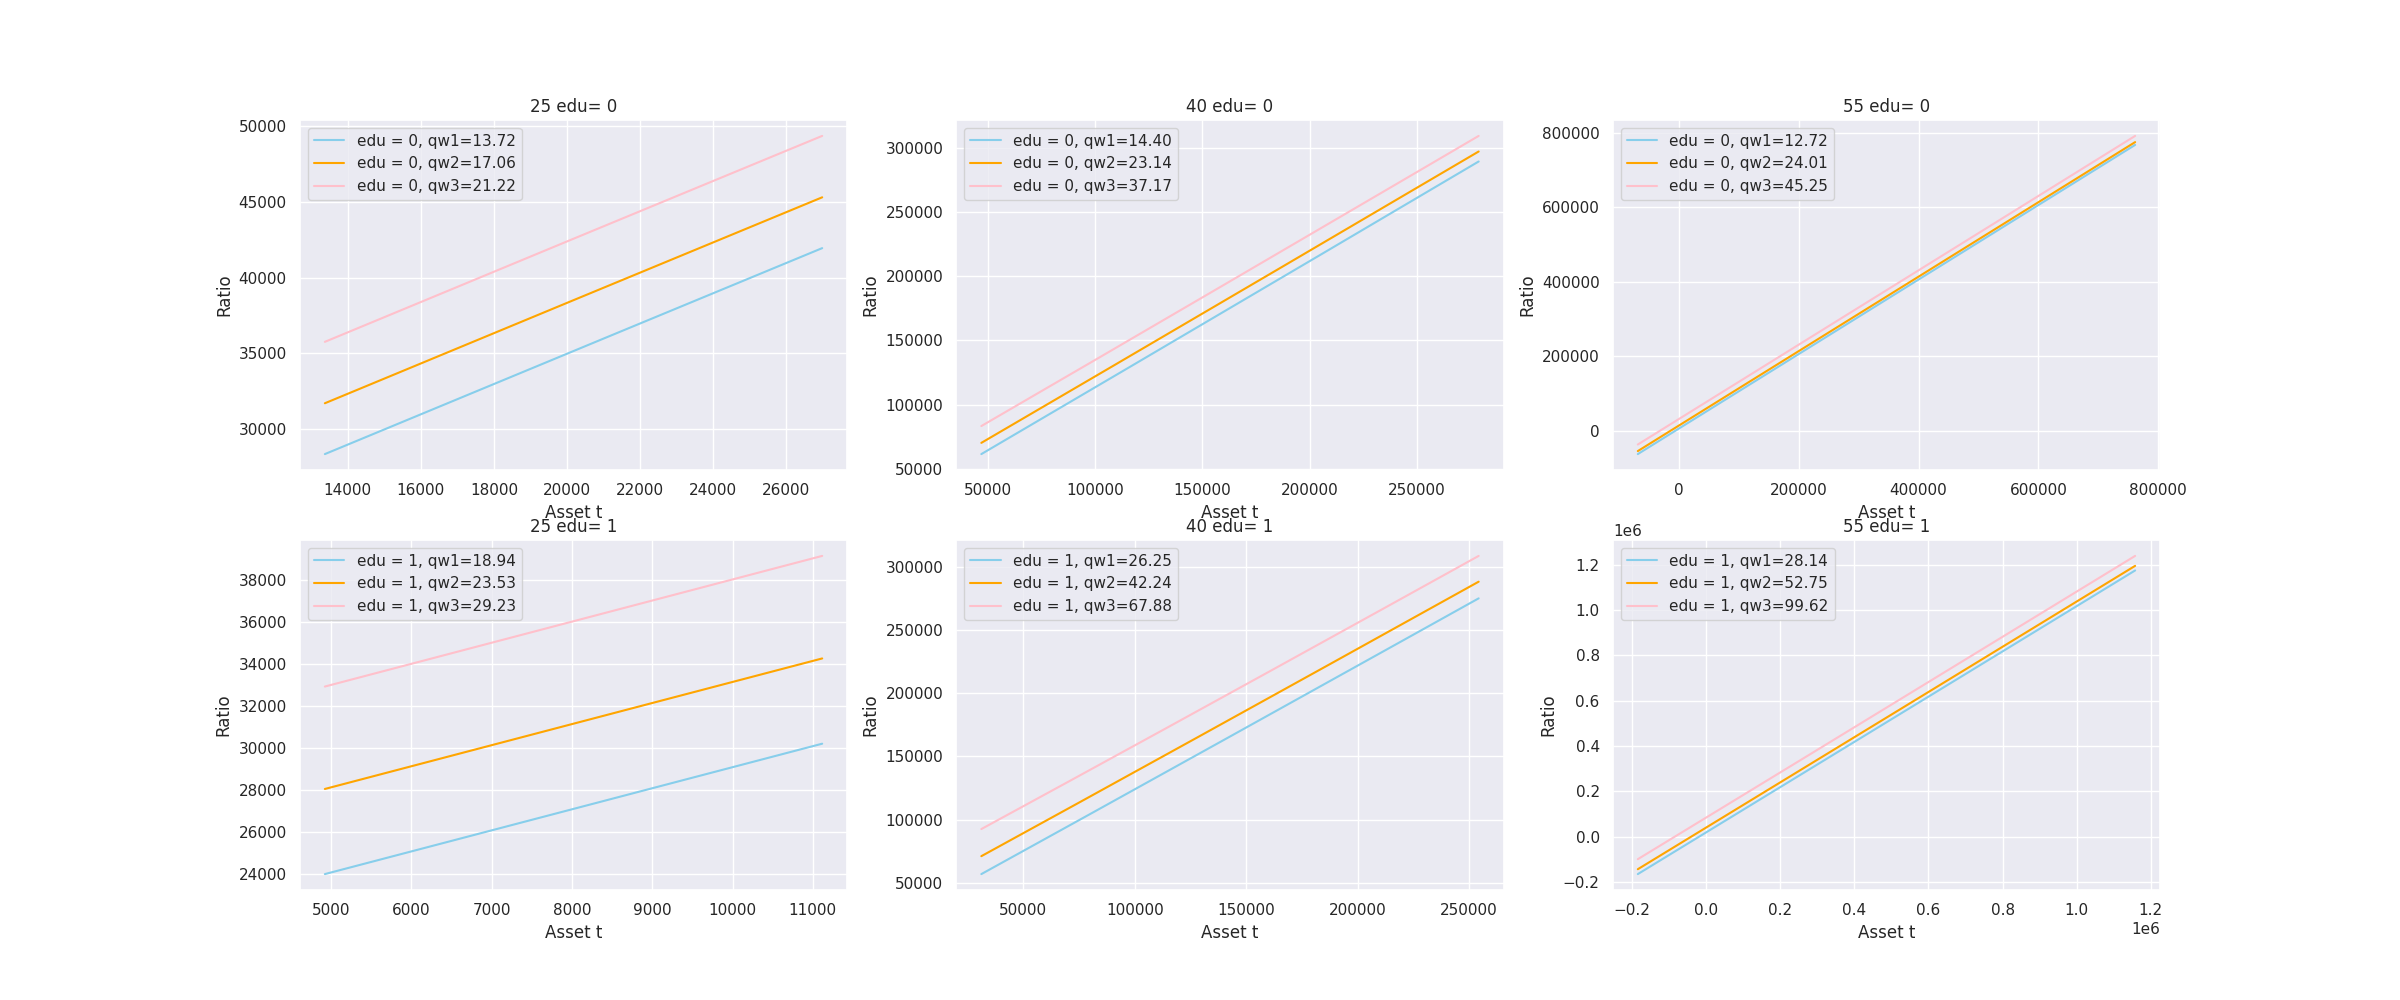 25 edu= 0
50000
45000
40000
35000
30000
Ratio
edu = 0, qw1=13.72
edu = 0, qw2=17.06
edu = 0, qw3=21.22
14000 16000 18000 20000 22000 24000 26000
Asset t
40 edu= 0
300000
250000
200000
150000
100000
50000
Ratio
edu = 0, qw1=14.40
edu = 0, qw2=23.14
edu = 0, qw3=37.17
50000 100000 150000 200000 250000
Asset t
55 edu= 0
800000
600000
400000
200000
0
Ratio
edu = 0, qw1=12.72
edu = 0, qw2=24.01
edu = 0, qw3=45.25
0 200000 400000 600000 800000
Asset t
25 edu= 1
38000
36000
34000
32000
30000
28000
26000
24000
Ratio
edu = 1, qw1=18.94
edu = 1, qw2=23.53
edu = 1, qw3=29.23
5000 6000 7000 8000 9000 10000 11000
Asset t
40 edu= 1
300000
250000
200000
150000
100000
50000
Ratio
edu = 1, qw1=26.25
edu = 1, qw2=42.24
edu = 1, qw3=67.88
50000 100000 150000 200000 250000
Asset t
55 edu= 1
1e6
1.2
1.0
0.8
0.6
0.4
0.2
0.0
−0.2
Ratio
edu = 1, qw1=28.14
edu = 1, qw2=52.75
edu = 1, qw3=99.62
−0.2 0.0 0.2 0.4 0.6 0.8 1.0 1.2
1e6
Asset t